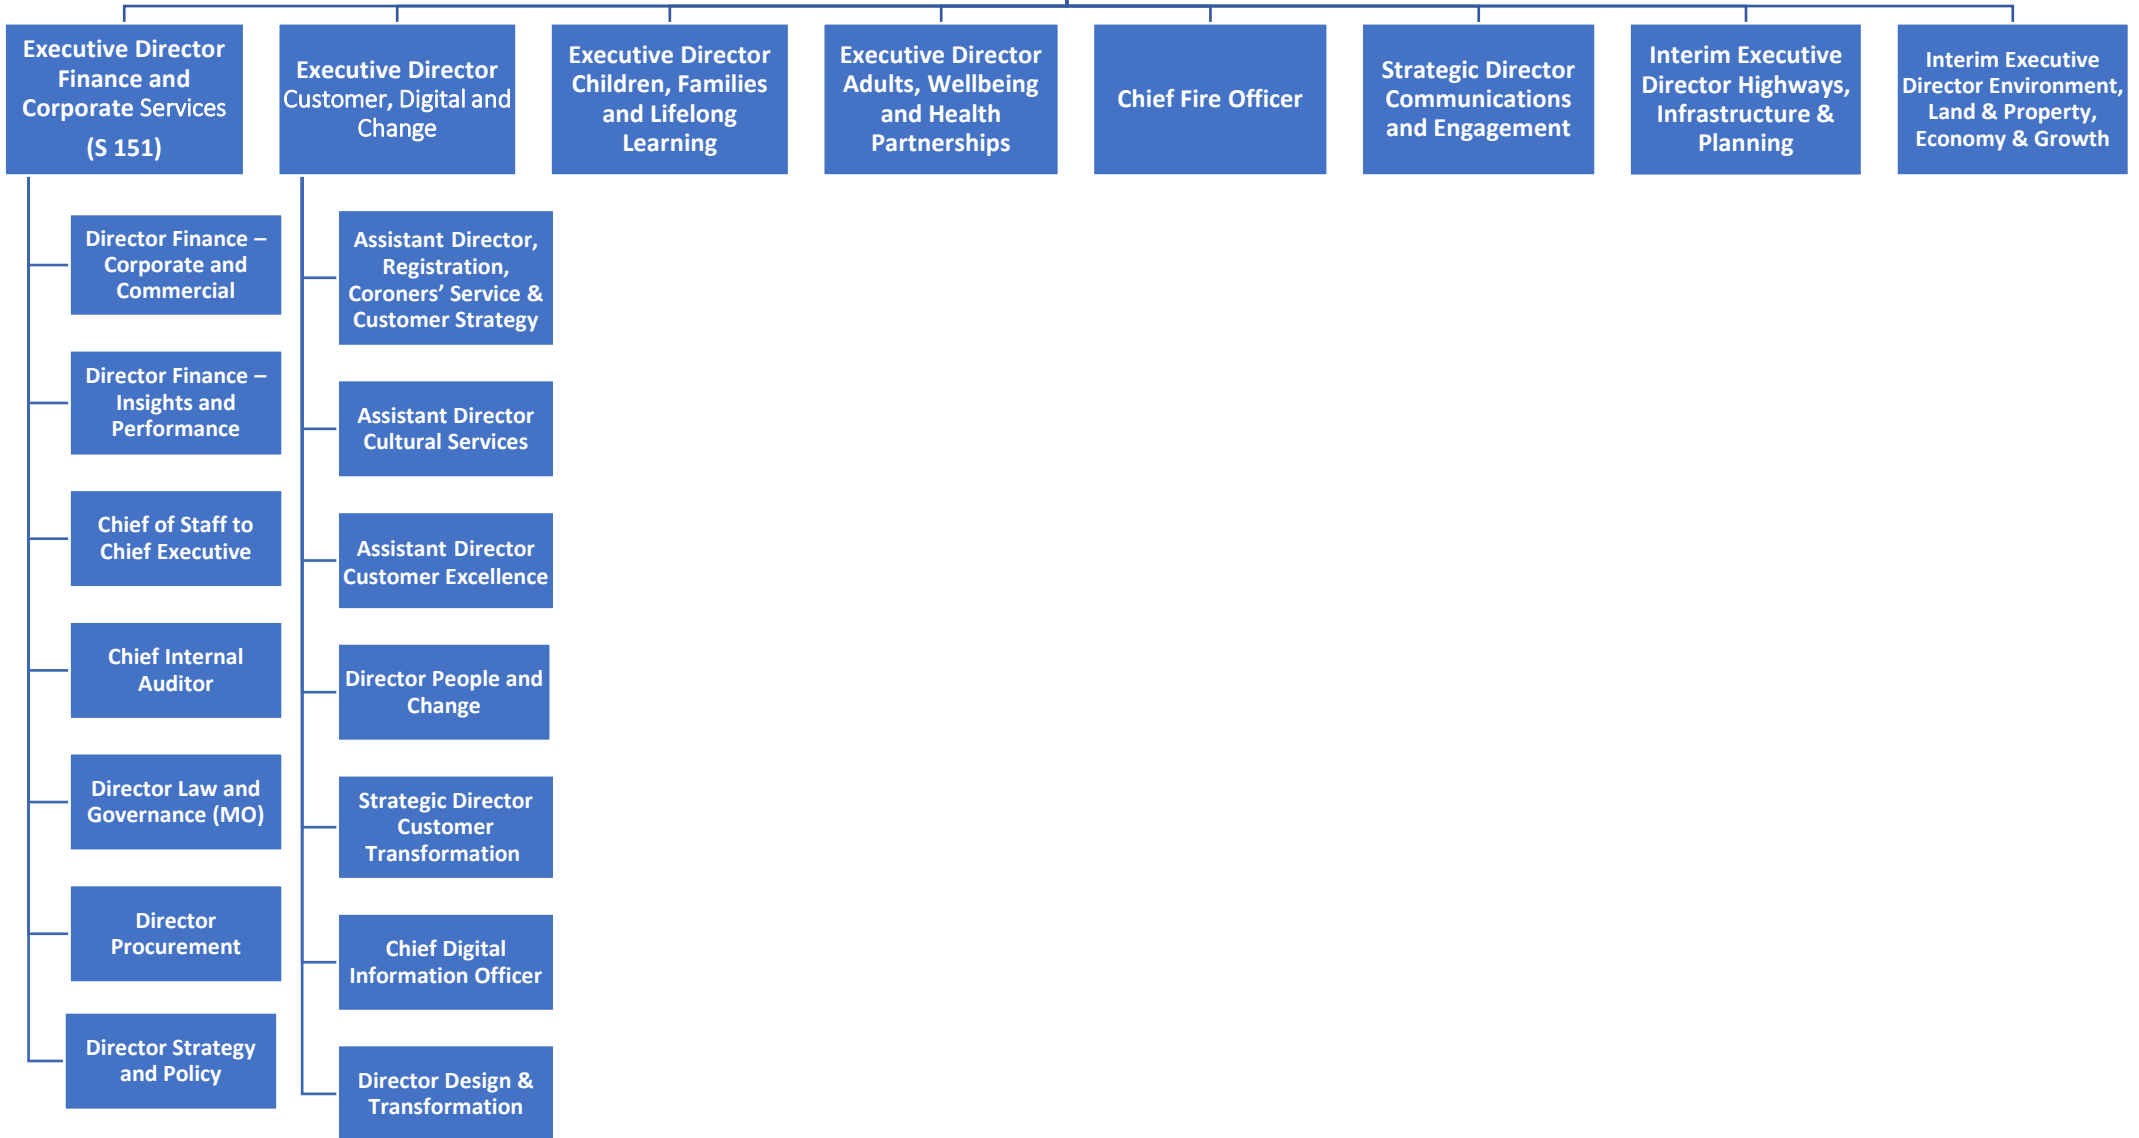 Executive Director
Finance and
Corporate Services
(S 151)
Executive Director
Customer, Digital and
Change
Executive Director
Children, Families
and Lifelong
Learning
Executive Director
Adults, Wellbeing
and Health
Partnerships
Chief Fire Officer
Strategic Director
Communications
and Engagement
Interim Executive
Director Highways,
Infrastructure &
Planning
Interim Executive
Director Environment,
Land & Property,
Economy & Growth
Director Finance –
Corporate and
Commercial
Director Finance –
Insights and
Performance
Chief of Staff to
Chief Executive
Chief Internal
Auditor
Director Law and
Governance (MO)
Director
Procurement
Director Strategy
and Policy
Assistant Director,
Registration,
Coroners’ Service &
Customer Strategy
Assistant Director
Cultural Services
Assistant Director
Customer Excellence
Director People and
Change
Strategic Director
Customer
Transformation
Chief Digital
Information Officer
Director Design &
Transformation